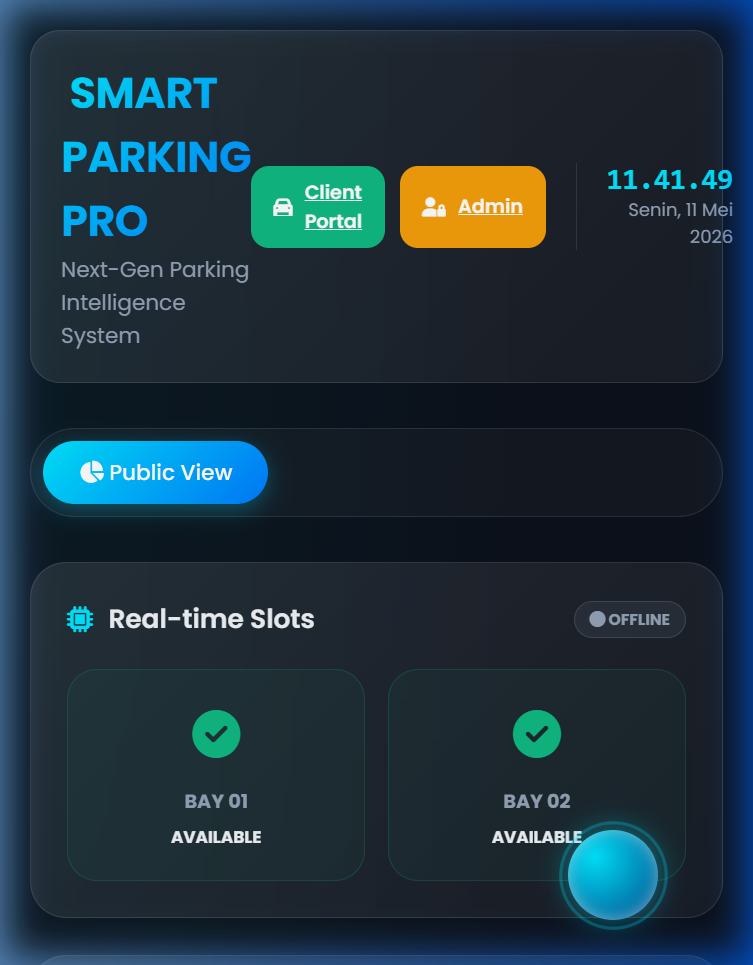 SMART
PARKING
PRO
Next-Gen Parking
Intelligence
System
Client
Portal
Admin
11.41.49
Senin, 11 Mei
2026
Public View
Real-time Slots
OFFLINE
BAY 01
AVAILABLE
BAY 02
AVAILABLE